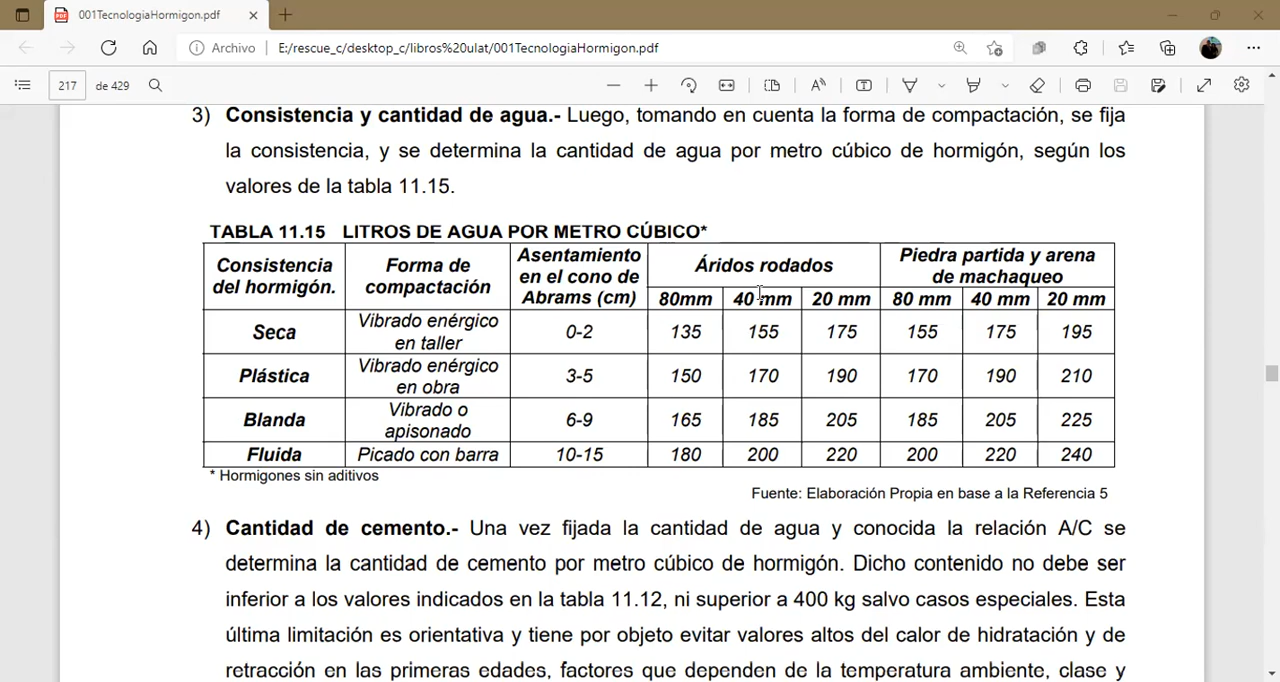 001TecnologiaHormigon.pdf
Archivo E:/rescue_c/desktop_c/libros%20ulat/001TecnologiaHormigon.pdf
217 de 429
3) Consistencia y cantidad de agua.- Luego, tomando en cuenta la forma de compactación, se fija
la consistencia, y se determina la cantidad de agua por metro cúbico de hormigón, según los
valores de la tabla 11.15.
TABLA 11.15 LITROS DE AGUA POR METRO CÚBICO*
Consistencia del hormigón. Forma de compactación Asentamiento en el cono de Abrams (cm) Áridos rodados Piedra partida y arena de machaqueo
80mm 40 mm 20 mm 80 mm 40 mm 20 mm
Seca Vibrado enérgico en taller 0-2 135 155 175 155 175 195
Plástica Vibrado enérgico en obra 3-5 150 170 190 170 190 210
Blanda Vibrado o apisonado 6-9 165 185 205 185 205 225
Fluida Picado con barra 10-15 180 200 220 200 220 240
* Hormigones sin aditivos
Fuente: Elaboración Propia en base a la Referencia 5
4) Cantidad de cemento.- Una vez fijada la cantidad de agua y conocida la relación A/C se
determina la cantidad de cemento por metro cúbico de hormigón. Dicho contenido no debe ser
inferior a los valores indicados en la tabla 11.12, ni superior a 400 kg salvo casos especiales. Esta
última limitación es orientativa y tiene por objeto evitar valores altos del calor de hidratación y de
retracción en las primeras edades, factores que dependen de la temperatura ambiente, clase y